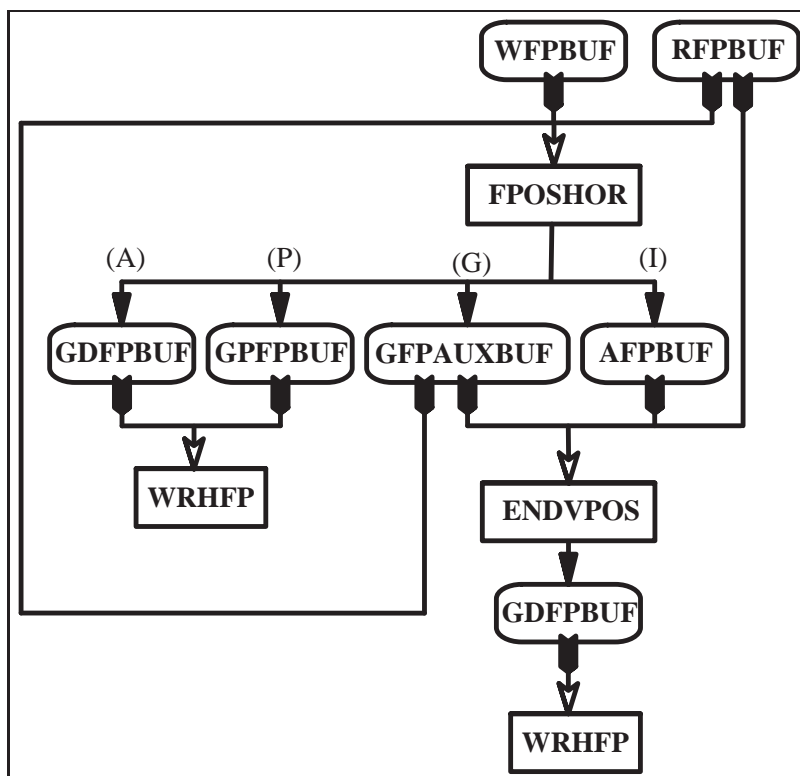 WFPBUF RFPBUF
FPOSHOR
(A) (P) (G) (I)
GDFPBUF GPFPBUF GFPAUXBUF AFPBUF
WRHFP
ENDVPOS
GDFPBUF
WRHFP